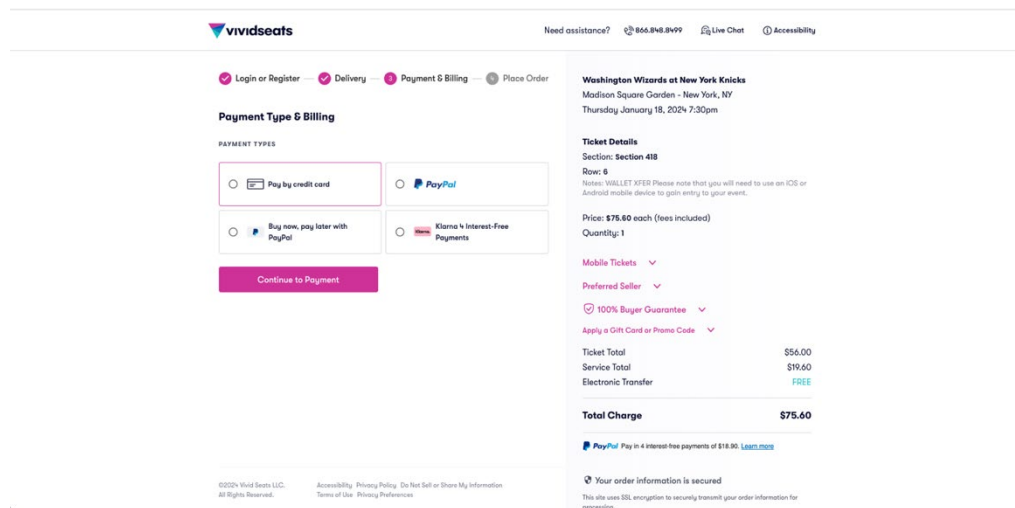 vividseats
Need assistance? 866.848.8499 Live Chat Accessibility
Login or Register Delivery 3 Payment & Billing Place Order
Payment Type & Billing
PAYMENT TYPES
Pay by credit card
PayPal
Buy now, pay later with
PayPal
Klarna. Klarna 4 Interest-Free
Payments
Continue to Payment
Washington Wizards at New York Knicks
Madison Square Garden - New York, NY
Thursday January 18, 2024 7:30pm
Ticket Details
Section: Section 418
Row: 6
Notes: WALLET XFER Please note that you will need to use an iOS or
Android mobile device to gain entry to your event.
Price: $75.60 each (fees included)
Quantity: 1
Mobile Tickets
Preferred Seller
100% Buyer Guarantee
Apply a Gift Card or Promo Code
Ticket Total $56.00
Service Total $19.60
Electronic Transfer FREE
Total Charge $75.60
PayPal Pay in 4 interest-free payments of $18.90. Learn more
Your order information is secured
This site uses SSL encryption to securely transmit your order information for
processing
©2024 Vivid Seats LLC.
All Rights Reserved.
Accessibility Privacy Policy Do Not Sell or Share My Information
Terms of Use Privacy Preferences